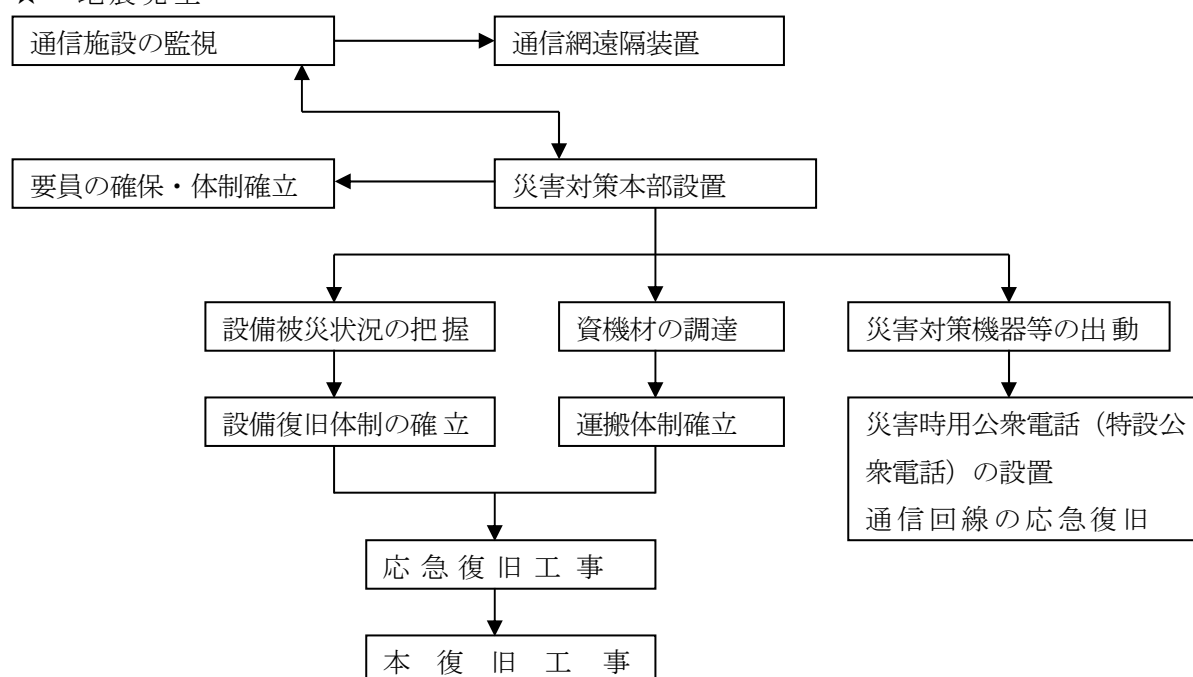 ★ 地震発生
通信施設の監視
通信網遠隔装置
要員の確保・体制確立
災害対策本部設置
設備被災状況の把握
資機材の調達
災害対策機器等の出動
設備復旧体制の確立
運搬体制確立
災害時用公衆電話（特設公
衆電話）の設置
通信回線の応急復旧
応急復旧工事
本復旧工事